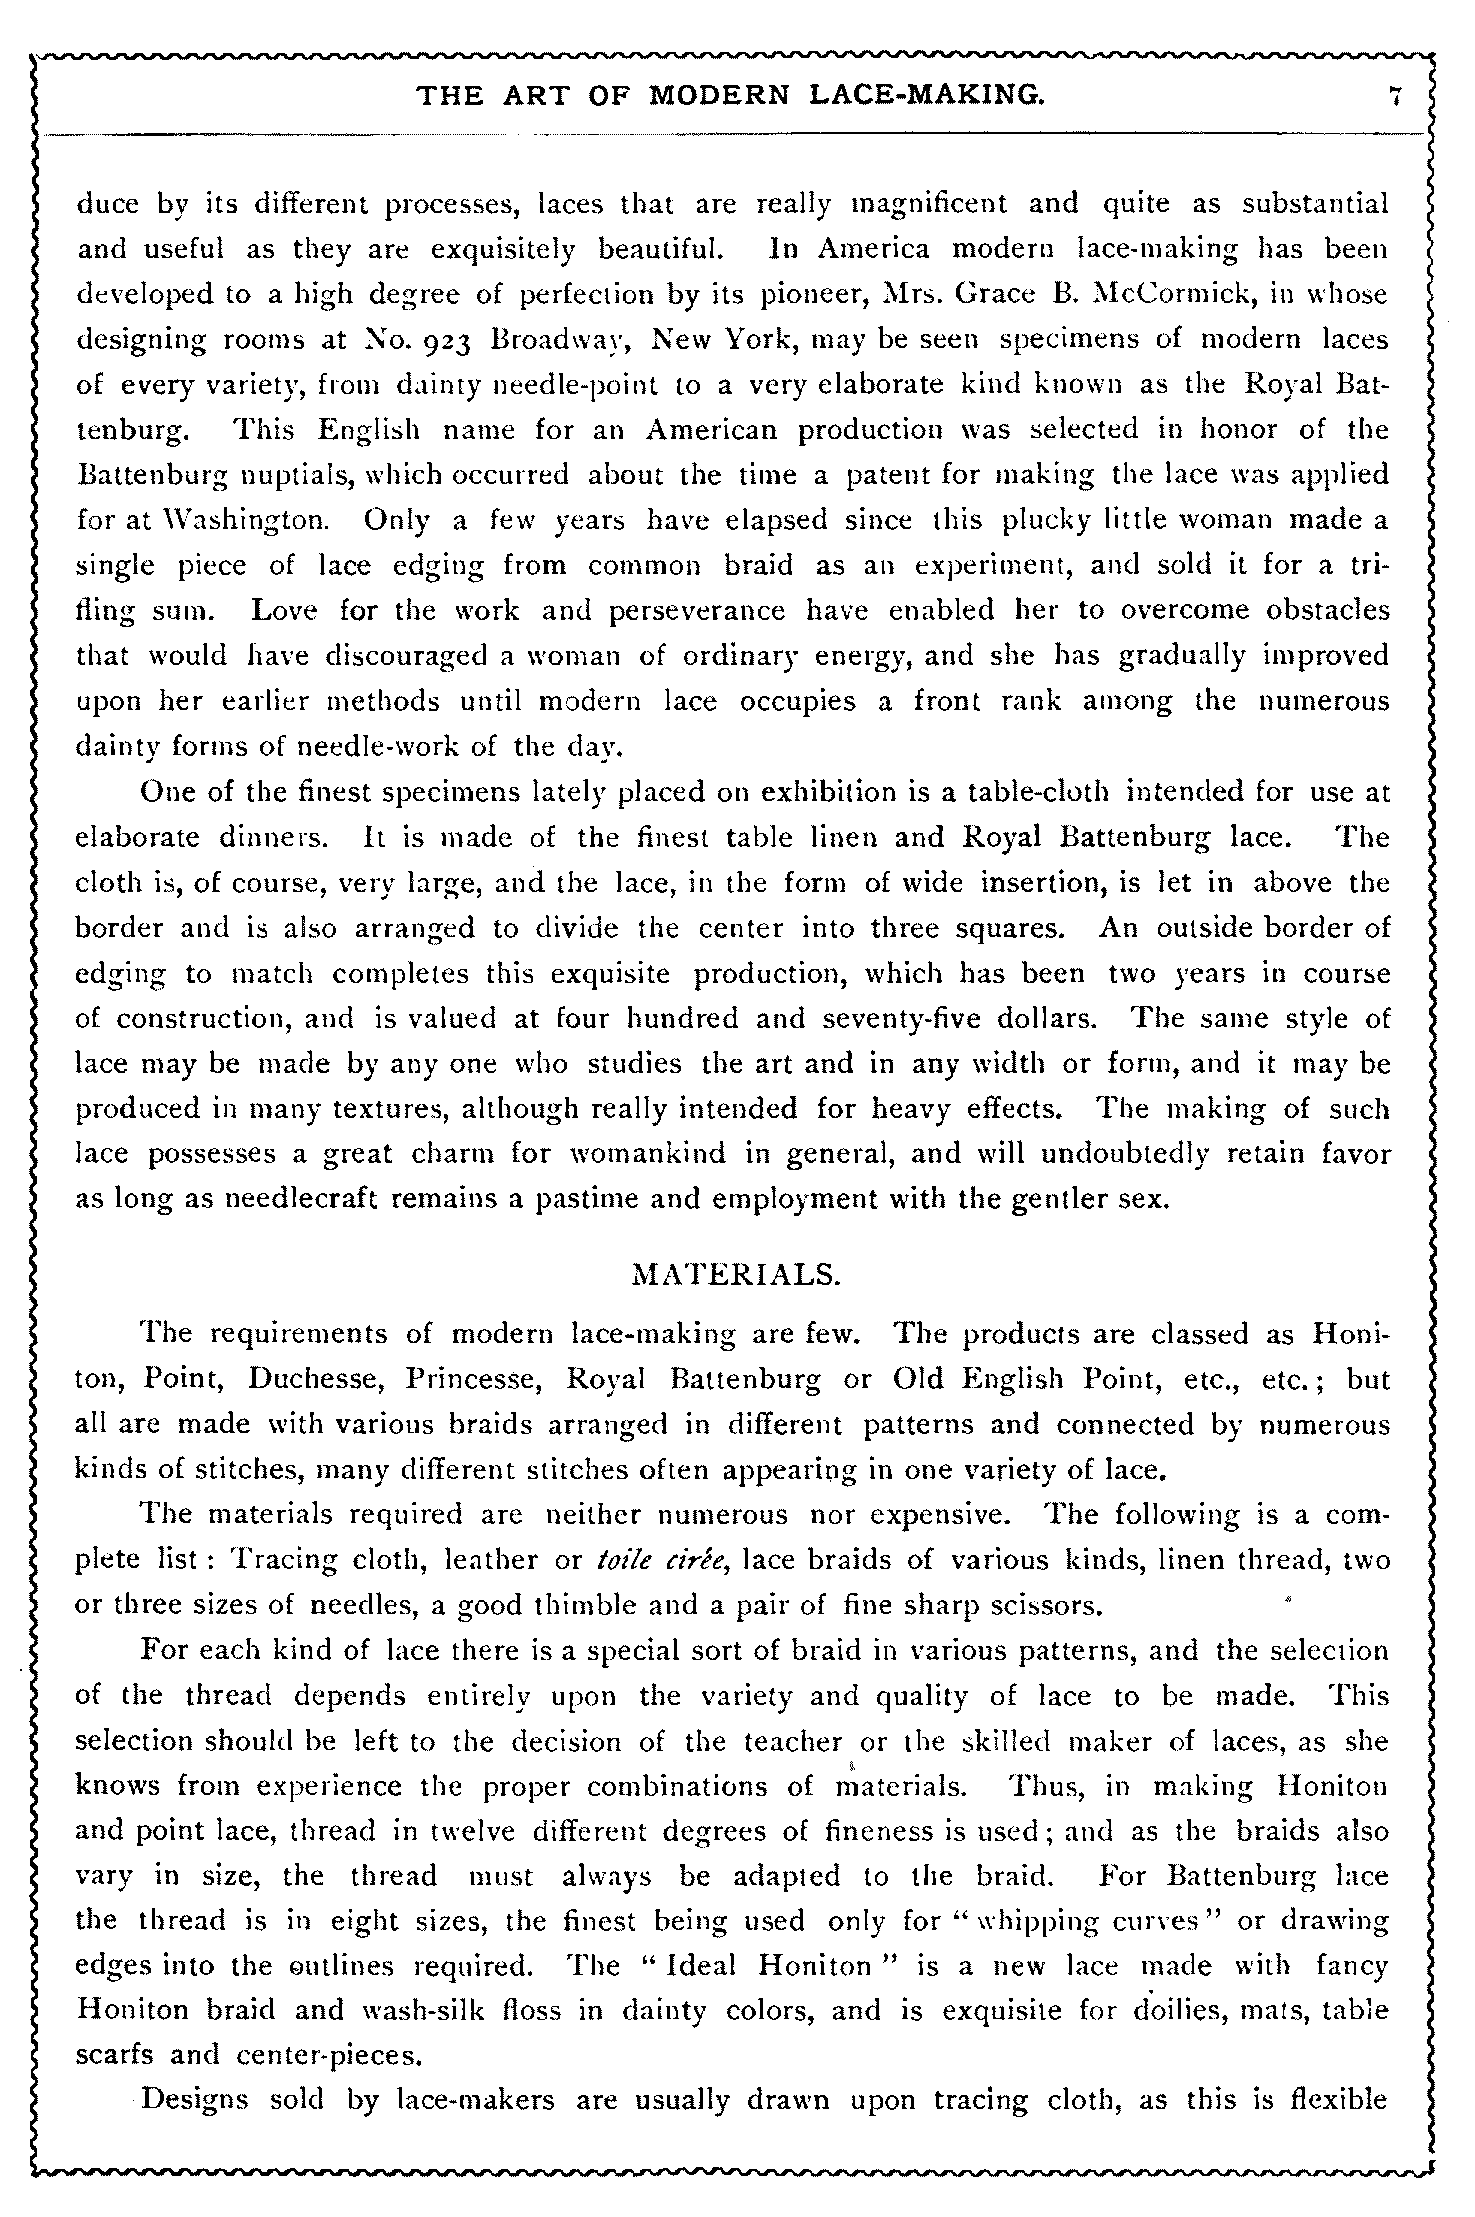 THE ART OF MODERN LACE-MAKING. 7
duce by its different processes, laces that are really magnificent and quite as substantial
and useful as they are exquisitely beautiful. In America modern lace-making has been
developed to a high degree of perfection by its pioneer, Mrs. Grace B. McCormick, in whose
designing rooms at No. 923 Broadway, New York, may be seen specimens of modern laces
of every variety, from dainty needle-point to a very elaborate kind known as the Royal Bat-
tenburg. This English name for an American production was selected in honor of the
Battenburg nuptials, which occurred about the time a patent for making the lace was applied
for at Washington. Only a few years have elapsed since this plucky little woman made a
single piece of lace edging from common braid as an experiment, and sold it for a tri-
fling sum. Love for the work and perseverance have enabled her to overcome obstacles
that would have discouraged a woman of ordinary energy, and she has gradually improved
upon her earlier methods until modern lace occupies a front rank among the numerous
dainty forms of needle-work of the day.
One of the finest specimens lately placed on exhibition is a table-cloth intended for use at
elaborate dinners. It is made of the finest table linen and Royal Battenburg lace. The
cloth is, of course, very large, and the lace, in the form of wide insertion, is let in above the
border and is also arranged to divide the center into three squares. An outside border of
edging to match completes this exquisite production, which has been two years in course
of construction, and is valued at four hundred and seventy-five dollars. The same style of
lace may be made by any one who studies the art and in any width or form, and it may be
produced in many textures, although really intended for heavy effects. The making of such
lace possesses a great charm for womankind in general, and will undoubtedly retain favor
as long as needlecraft remains a pastime and employment with the gentler sex.
MATERIALS.
The requirements of modern lace-making are few. The products are classed as Honi-
ton, Point, Duchesse, Princesse, Royal Battenburg or Old English Point, etc., etc.; but
all are made with various braids arranged in different patterns and connected by numerous
kinds of stitches, many different stitches often appearing in one variety of lace.
The materials required are neither numerous nor expensive. The following is a com-
plete list: Tracing cloth, leather or toile cirée, lace braids of various kinds, linen thread, two
or three sizes of needles, a good thimble and a pair of fine sharp scissors.
For each kind of lace there is a special sort of braid in various patterns, and the selection
of the thread depends entirely upon the variety and quality of lace to be made. This
selection should be left to the decision of the teacher or the skilled maker of laces, as she
knows from experience the proper combinations of materials. Thus, in making Honiton
and point lace, thread in twelve different degrees of fineness is used; and as the braids also
vary in size, the thread must always be adapted to the braid. For Battenburg lace
the thread is in eight sizes, the finest being used only for "whipping curves" or drawing
edges into the outlines required. The "Ideal Honiton" is a new lace made with fancy
Honiton braid and wash-silk floss in dainty colors, and is exquisite for doilies, mats, table
scarfs and center-pieces.
Designs sold by lace-makers are usually drawn upon tracing cloth, as this is flexible